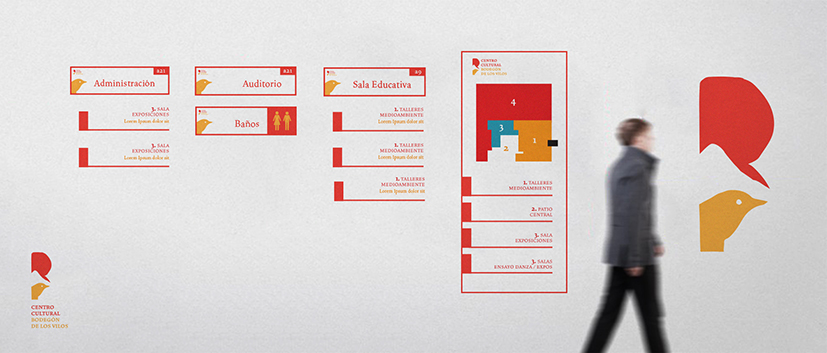 Administraciòn
3. SALA
EXPOSICIONES
Lorem Ipsum dolor sit
3. SALA
EXPOSICIONES
Lorem Ipsum dolor sit
Auditorio
Baños
Sala Educativa
1. TALLERES
MEDIOAMBIENTE
Lorem Ipsum dolor sit
1. TALLERES
MEDIOAMBIENTE
Lorem Ipsum dolor sit
1. TALLERES
MEDIOAMBIENTE
Lorem Ipsum dolor sit
CENTRO
CULTURAL
BODEGÓN
DE LOS VILOS
4
3
1
2
1. TALLERES
MEDIOAMBIENTE
2. PATIO
CENTRAL
3. SALA
EXPOSICIONES
3. SALAS
ENSAYO DANZA / EXPOS
CENTRO
CULTURAL
BODEGÓN
DE LOS VILOS